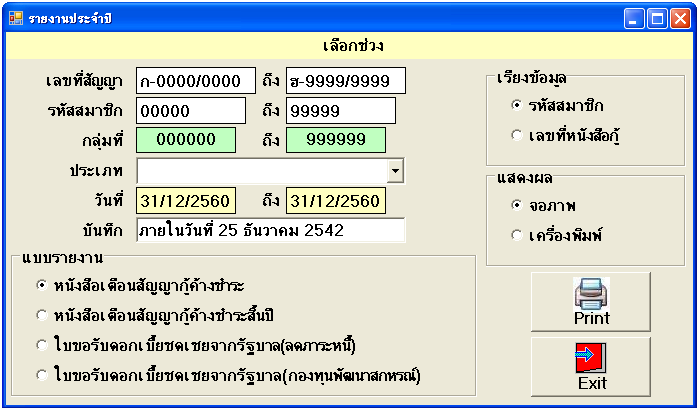 รายงานประจำปี
เลือกช่วง
เลขที่สัญญา ก-0000/0000 ถึง ฮ-9999/9999
รหัสสมาชิก 00000 ถึง 99999
กลุ่มที่ 000000 ถึง 999999
ประเภท
วันที่ 31/12/2560 ถึง 31/12/2560
บันทึก ภายในวันที่ 25 ธันวาคม 2542
เรียงข้อมูล
รหัสสมาชิก
เลขที่หนังสือกู้
แสดงผล
จอภาพ
เครื่องพิมพ์
แบบรายงาน
หนังสือเตือนสัญญากู้ค้างชำระ
หนังสือเตือนสัญญากู้ค้างชำระสิ้นปี
ใบขอรับดอกเบี้ยชดเชยจากรัฐบาล(ลดภาระหนี้)
ใบขอรับดอกเบี้ยชดเชยจากรัฐบาล(กองทุนพัฒนาสหกรณ์)
Print
Exit